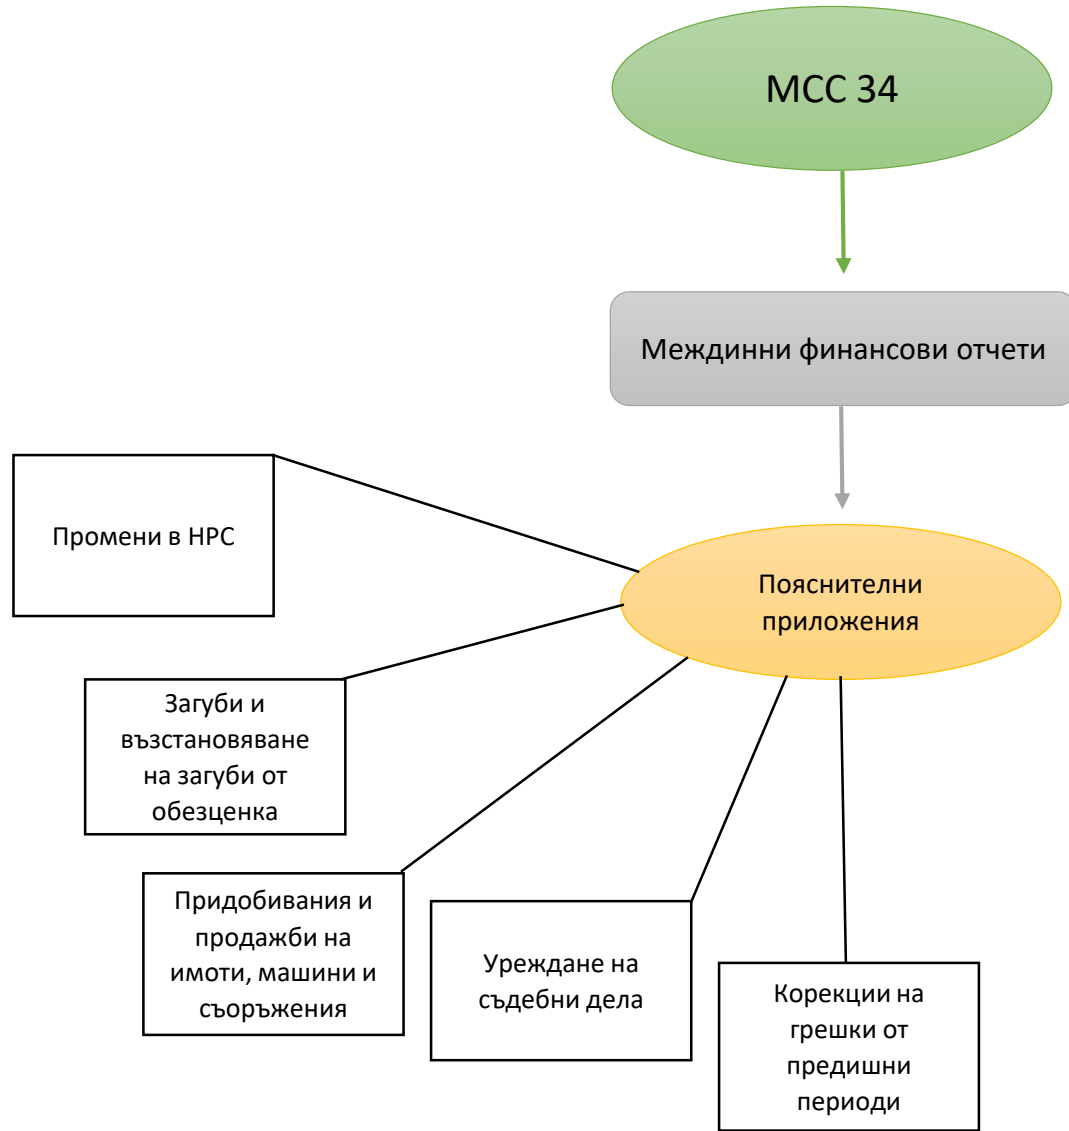 МСС 34
Междинни финансови отчети
Пояснителни
приложения
Промени в НРС
Загуби и
възстановяване
на загуби от
обезценка
Придобивания и
продажби на
имоти, машини и
съоръжения
Уреждане на
съдебни дела
Корекции на
грешки от
предишни
периоди